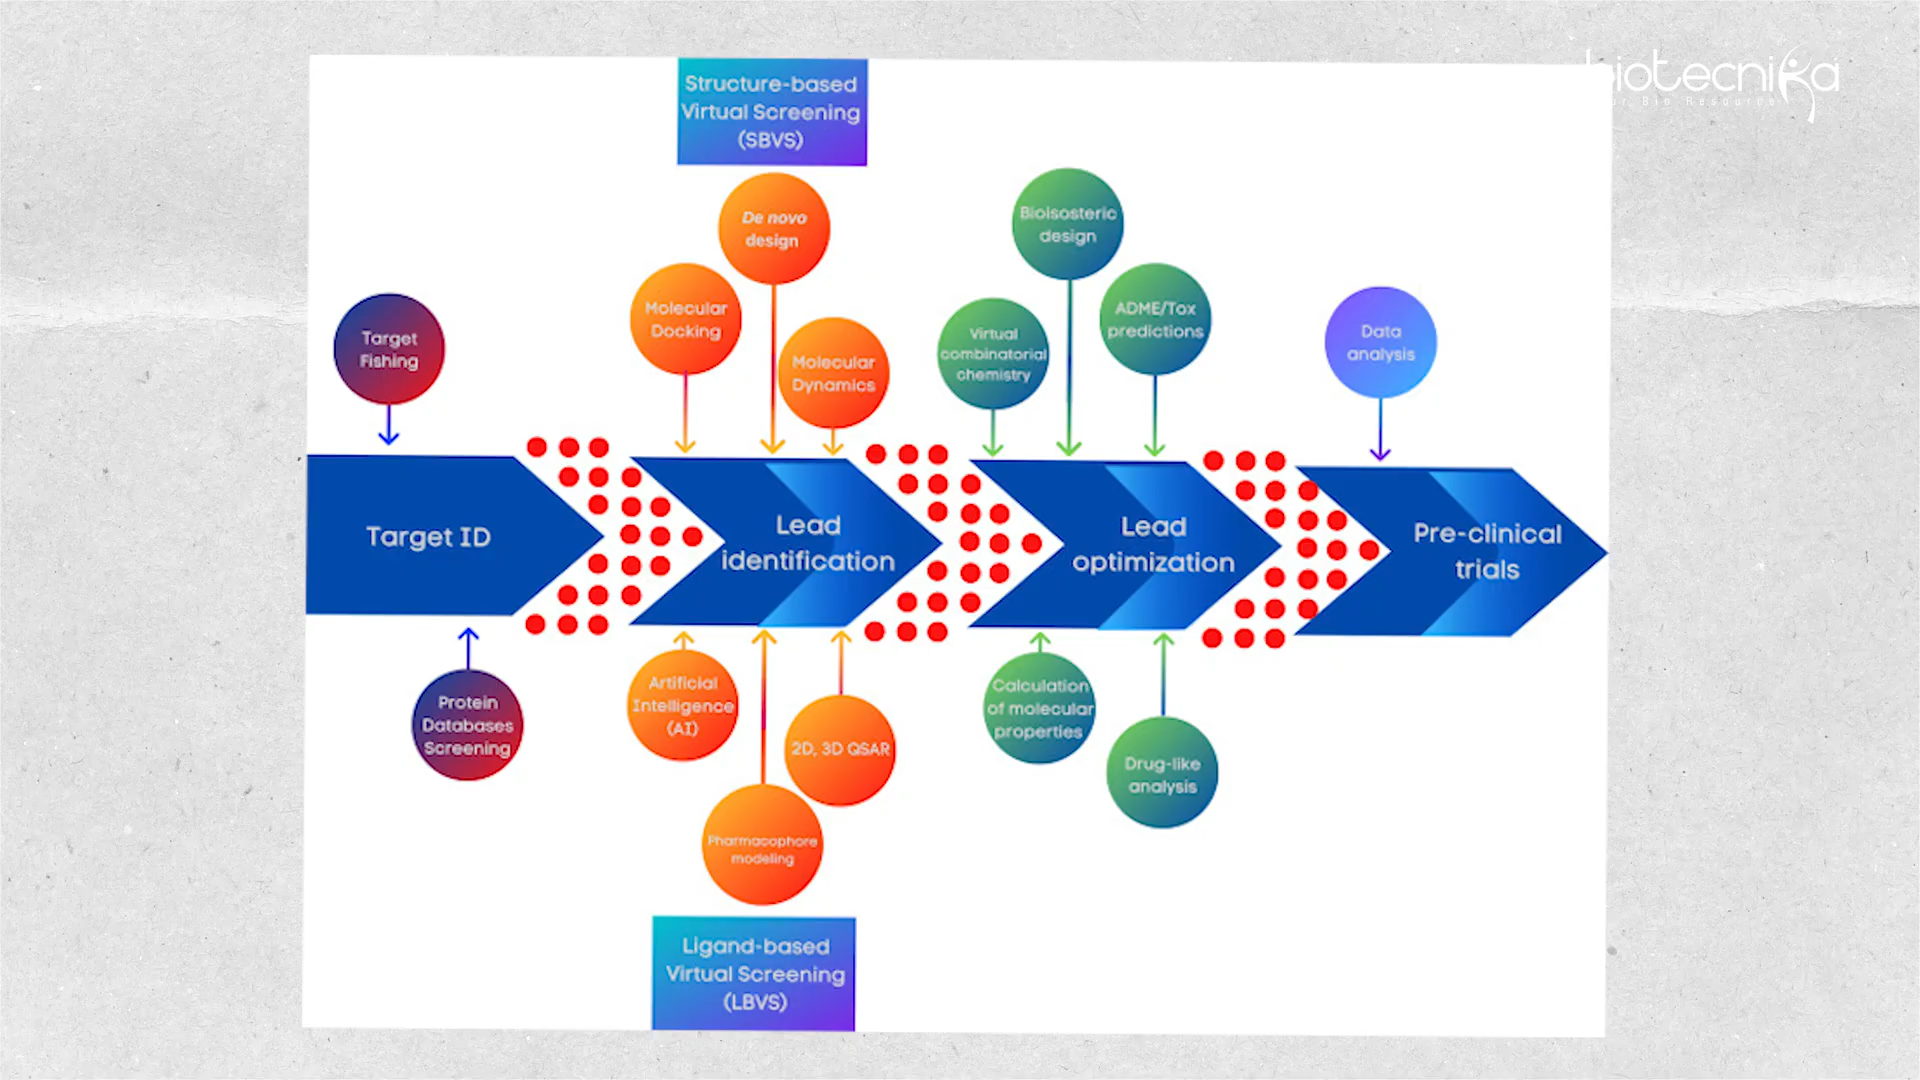 biotecnika
Structure-based
Virtual Screening
(SBVS)
De novo
design
Molecular
Docking
Molecular
Dynamics
BioIsosteric
design
Virtual
combinatorial
chemistry
ADME/Tox
predictions
Target
Fishing
Data
analysis
Target ID
Lead
identification
Lead
optimization
Pre-clinical
trials
Protein
Databases
Screening
Artificial
Intelligence
(AI)
2D, 3D QSAR
Pharmacophore
modeling
Calculation
of molecular
properties
Drug-like
analysis
Ligand-based
Virtual Screening
(LBVS)